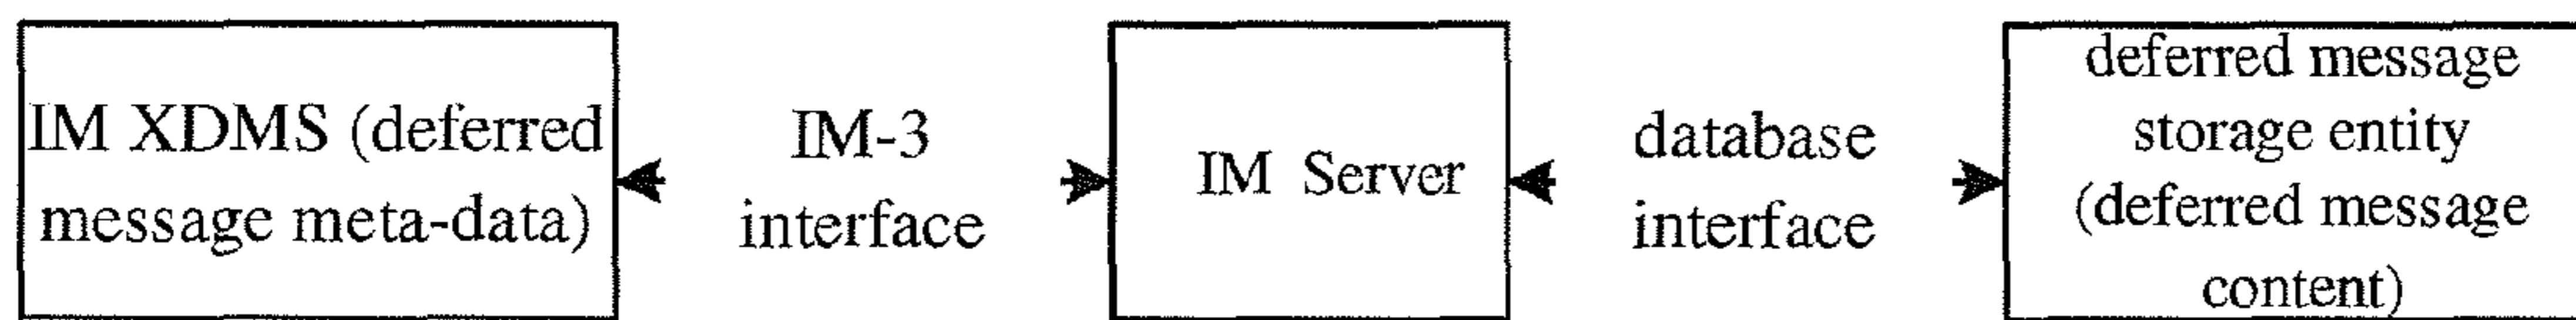 IM XDMS (deferred
message meta-data)
IM-3
interface
IM Server
database
interface
deferred message
storage entity
(deferred message
content)